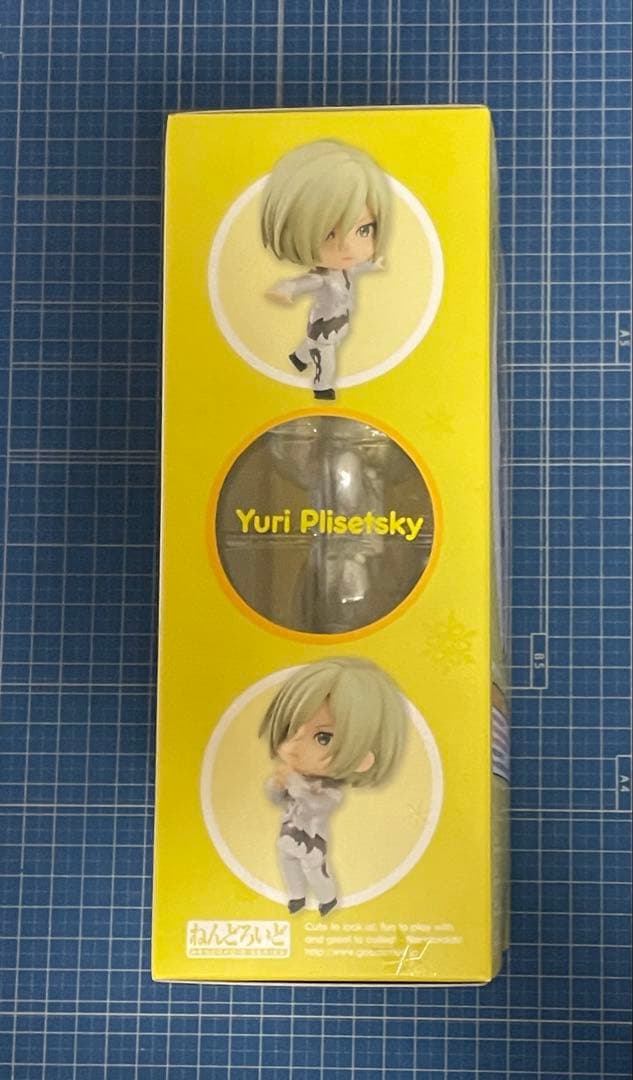 A5
Yuri Plisetsky
B5
A4
ねんどろいど
Cute to look at, fun to play with
and great to collect!